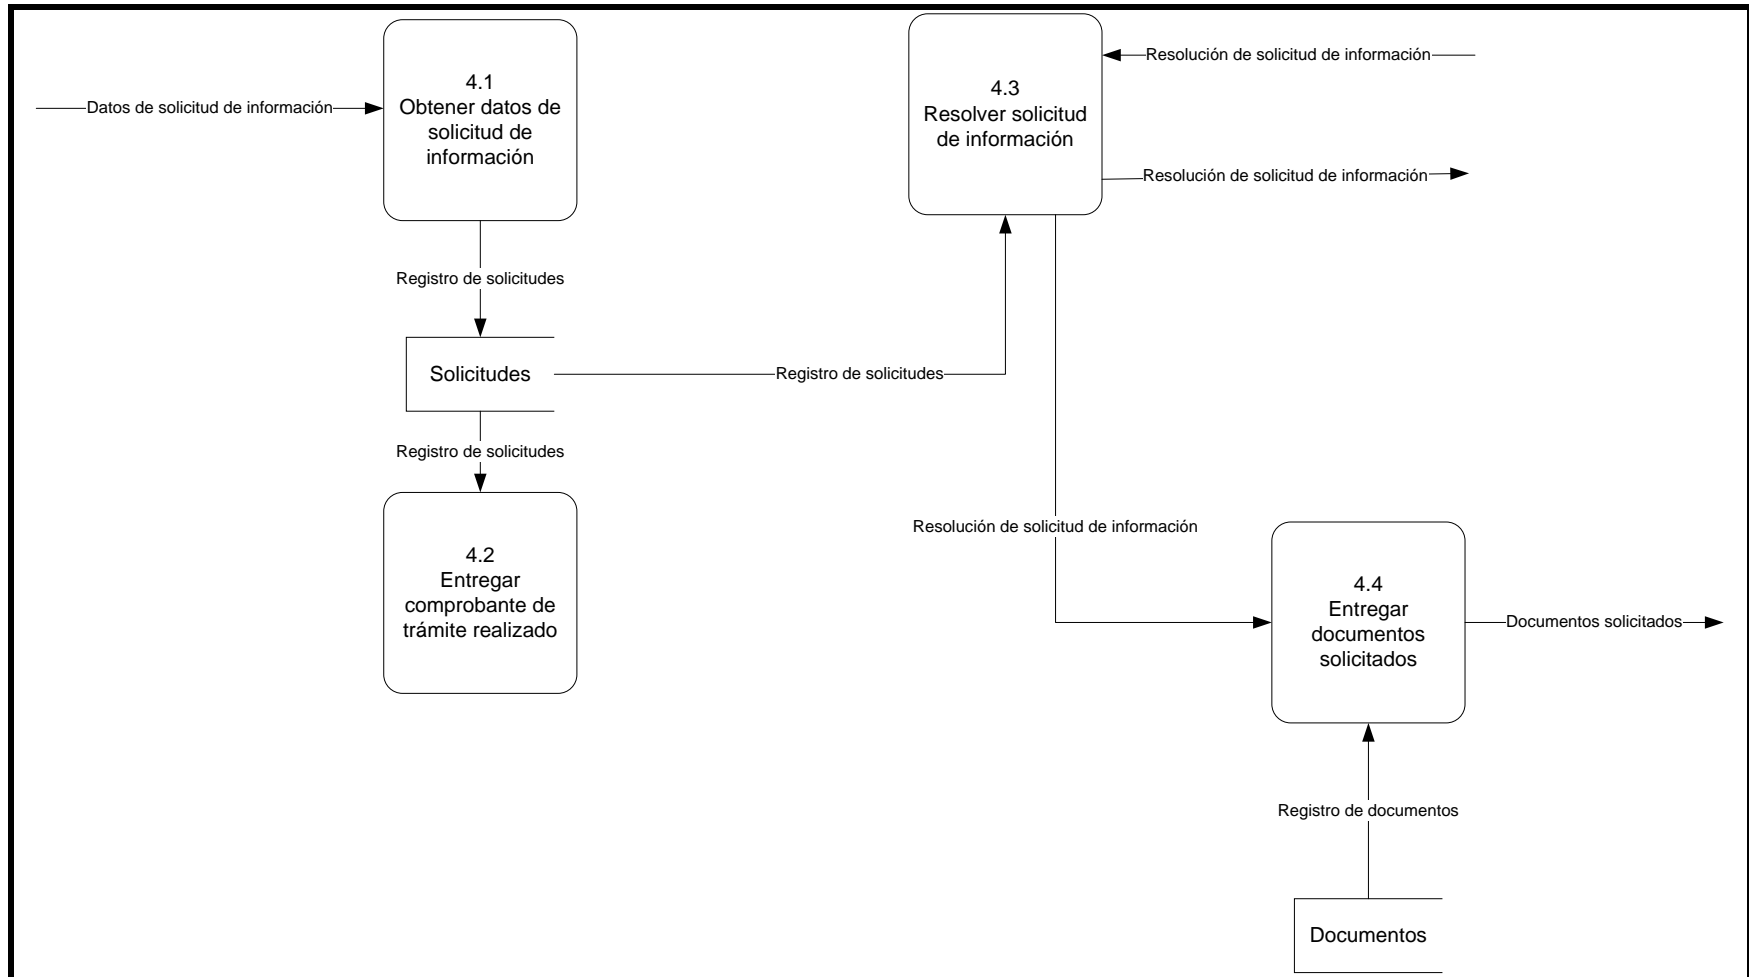 Datos de solicitud de información
4.1
Obtener datos de
solicitud de
información
Registro de solicitudes
Solicitudes
Registro de solicitudes
Registro de solicitudes
4.2
Entregar
comprobante de
trámite realizado
4.3
Resolver solicitud
de información
Resolución de solicitud de información
Resolución de solicitud de información
Resolución de solicitud de información
4.4
Entregar
documentos
solicitados
Documentos solicitados
Registro de documentos
Documentos